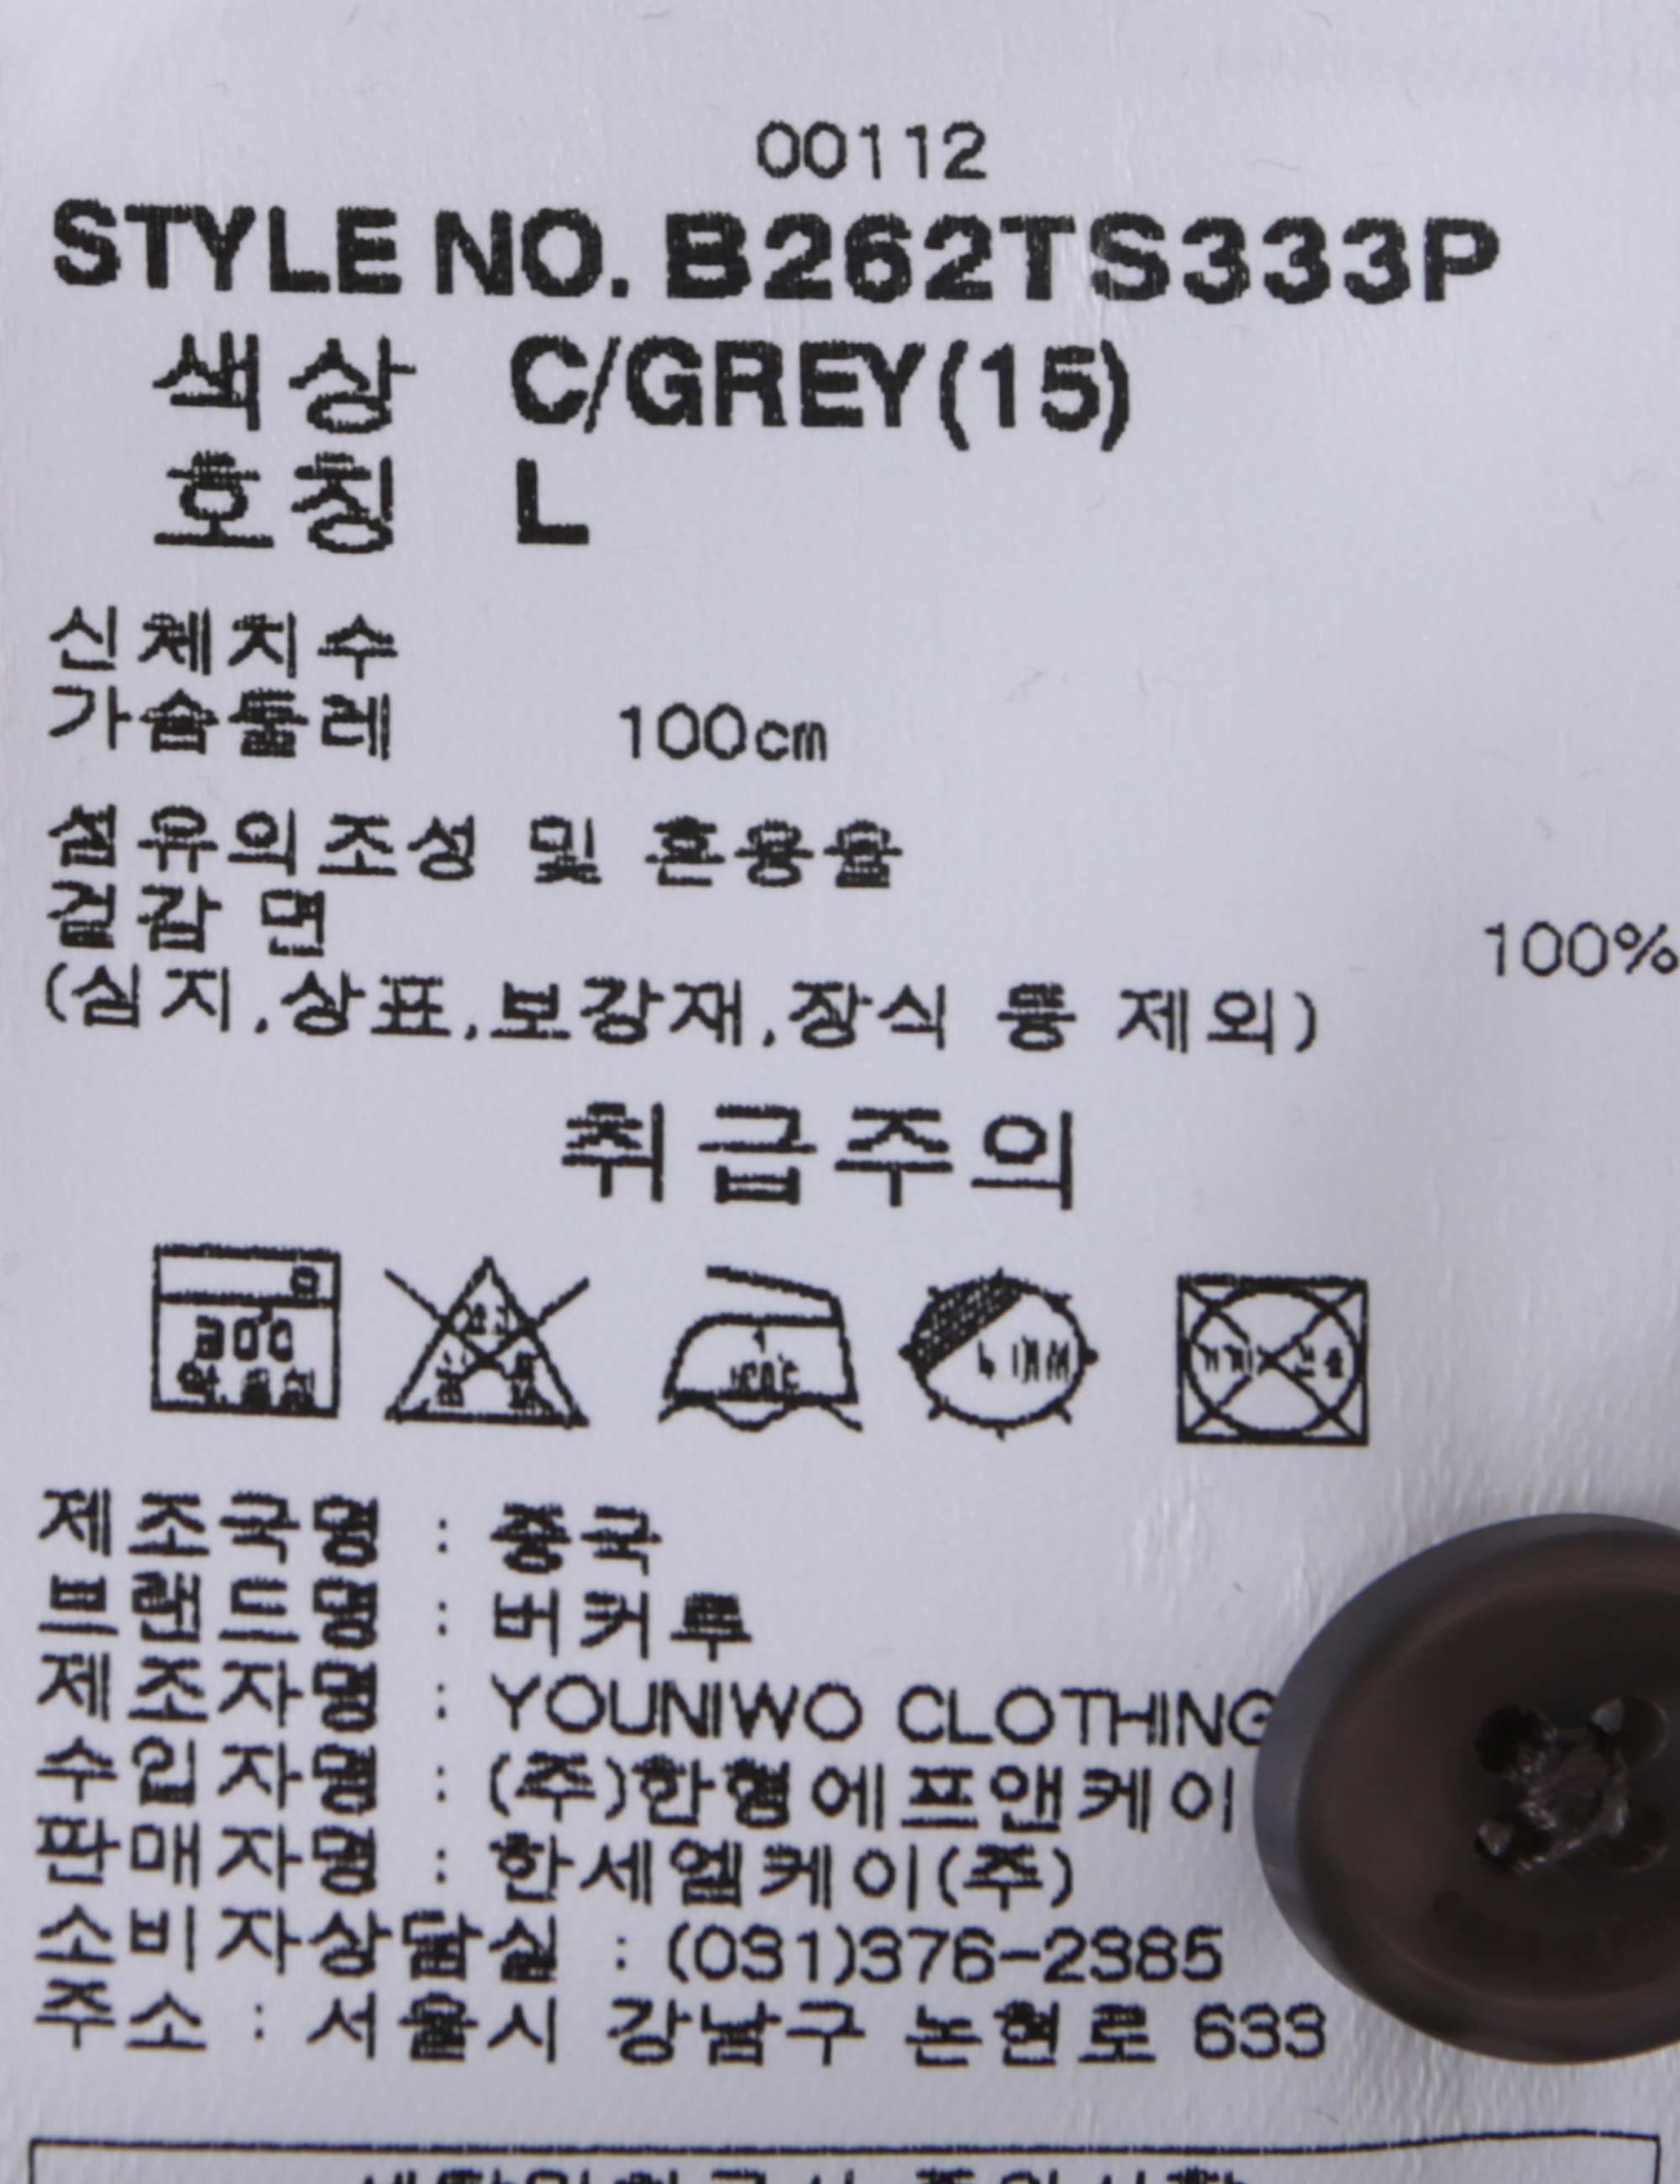 00112
STYLE NO. B262TS333P
색상 C/GREY(15)
호칭 L
신체치수
가슴둘레 100cm
섬유의조성 및 혼용율
겉감 면 100%
(심지,상표,보강재,장식 등 제외)
취급주의
제조국명 : 중국
브랜드명 : 버커루
제조자명 : YOUNIWO CLOTHING
수입자명 : (주)한형에프앤케이
판매자명 : 한세엠케이(주)
소비자상담실 : (031)376-2385
주소 : 서울시 강남구 논현로 633